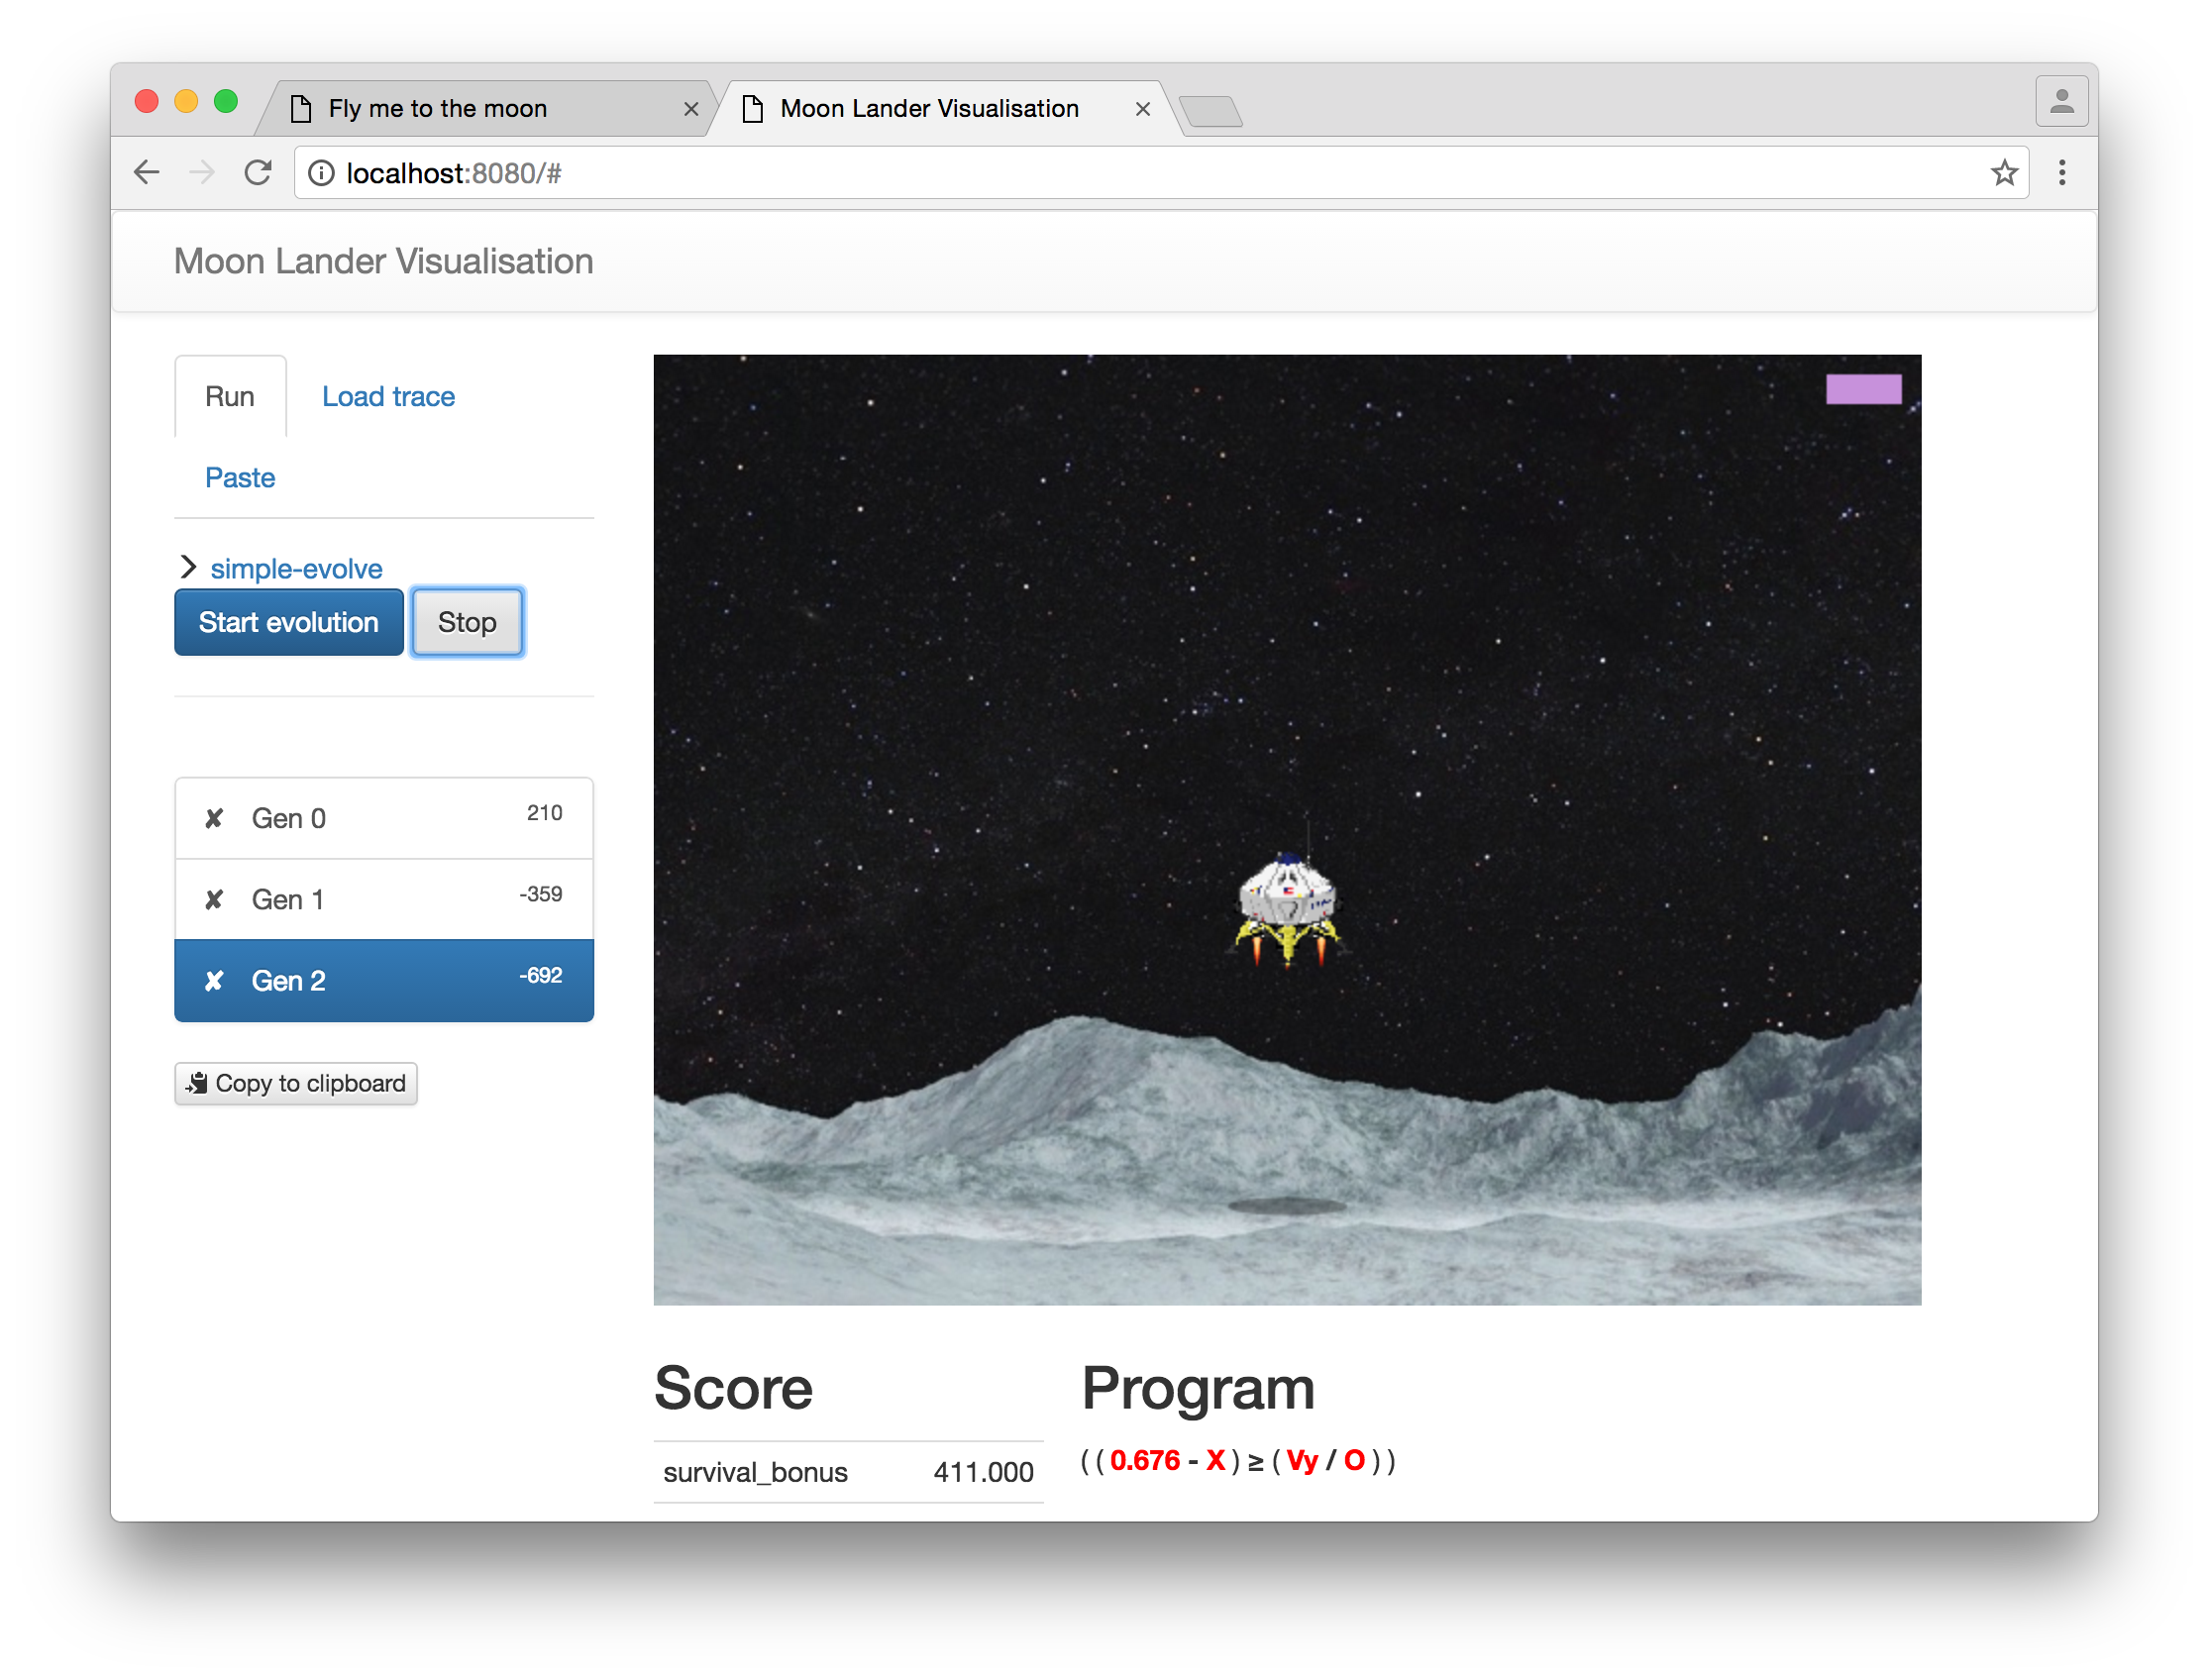 Fly me to the moon
Moon Lander Visualisation
localhost:8080/#
Moon Lander Visualisation
Run
Load trace
Paste
simple-evolve
Start evolution
Stop
✘ Gen 0 210
✘ Gen 1 -359
✘ Gen 2 -692
Copy to clipboard
Score
survival_bonus 411.000
Program
( ( 0.676 - X ) ≥ ( Vy / O ) )